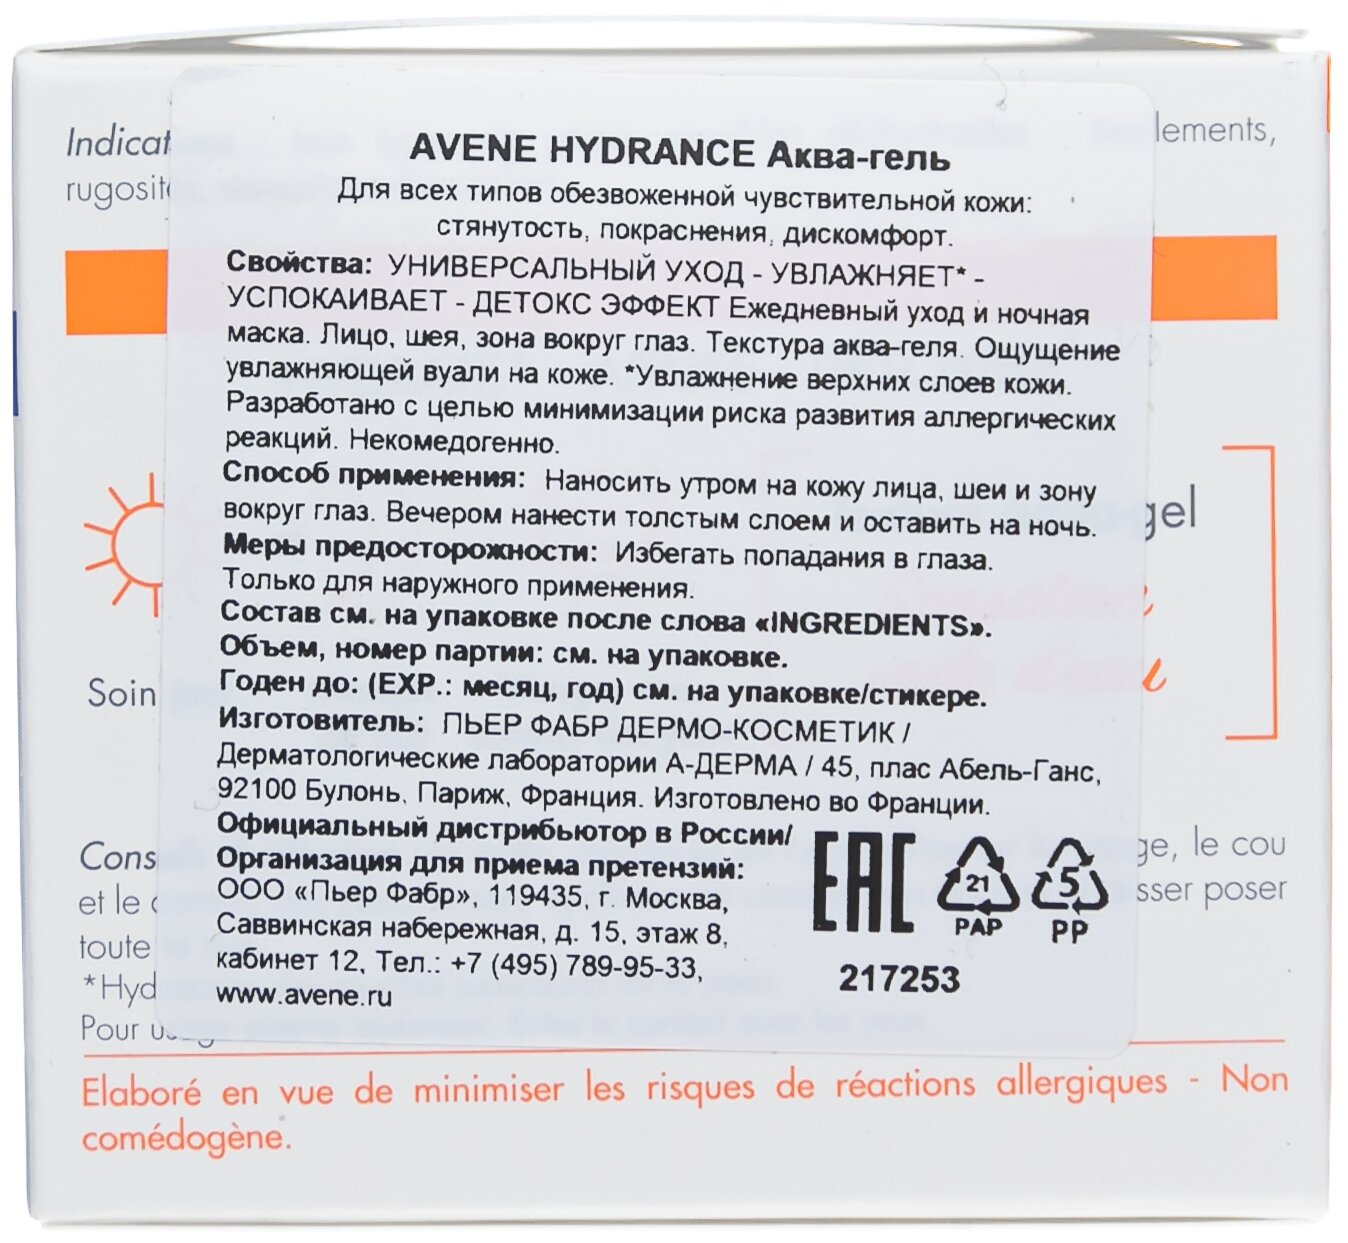 AVENE HYDRANCE Аква-гель
Для всех типов обезвоженной чувствительной кожи:
стянутость, покраснения, дискомфорт.
Свойства: УНИВЕРСАЛЬНЫЙ УХОД - УВЛАЖНЯЕТ* -
УСПОКАИВАЕТ - ДЕТОКС ЭФФЕКТ Ежедневный уход и ночная
маска. Лицо, шея, зона вокруг глаз. Текстура аква-геля. Ощущение
увлажняющей вуали на коже. *Увлажнение верхних слоев кожи.
Разработано с целью минимизации риска развития аллергических
реакций. Некомедогенно.
Способ применения: Наносить утром на кожу лица, шеи и зону
вокруг глаз. Вечером нанести толстым слоем и оставить на ночь.
Меры предосторожности: Избегать попадания в глаза.
Только для наружного применения.
Состав см. на упаковке после слова «INGREDIENTS».
Объем, номер партии: см. на упаковке.
Годен до: (EXP.: месяц, год) см. на упаковке/стикере.
Изготовитель: ПЬЕР ФАБР ДЕРМО-КОСМЕТИК /
Дерматологические лаборатории А-ДЕРМА / 45, плас Абель-Ганс,
92100 Булонь, Париж, Франция. Изготовлено во Франции.
Официальный дистрибьютор в России/
Организация для приема претензий:
ООО «Пьер Фабр», 119435, г. Москва,
Саввинская набережная, д. 15, этаж 8,
кабинет 12, Тел.: +7 (495) 789-95-33,
www.avene.ru
EAC
21
PAP
5
PP
217253
Indicat
lements,
rugosit
gel
Soin
Cons
ge, le cou
et le
sser poser
toute
*Hyd
Pour
Elaboré en vue de minimiser les risques de réactions allergiques - Non
comédogène.